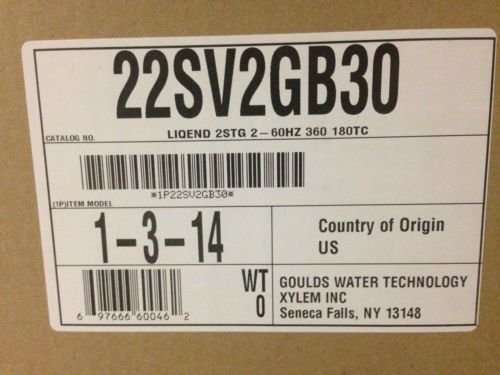 22SV2GB30
CATALOG NO.
LIQEND 2STG 2-60HZ 360 180TC
*1P22SV2GB30*
(1P)ITEM MODEL
1-3-14
Country of Origin
US
WT
0
GOULDS WATER TECHNOLOGY
XYLEM INC
Seneca Falls, NY 13148
6 97666 60046 2